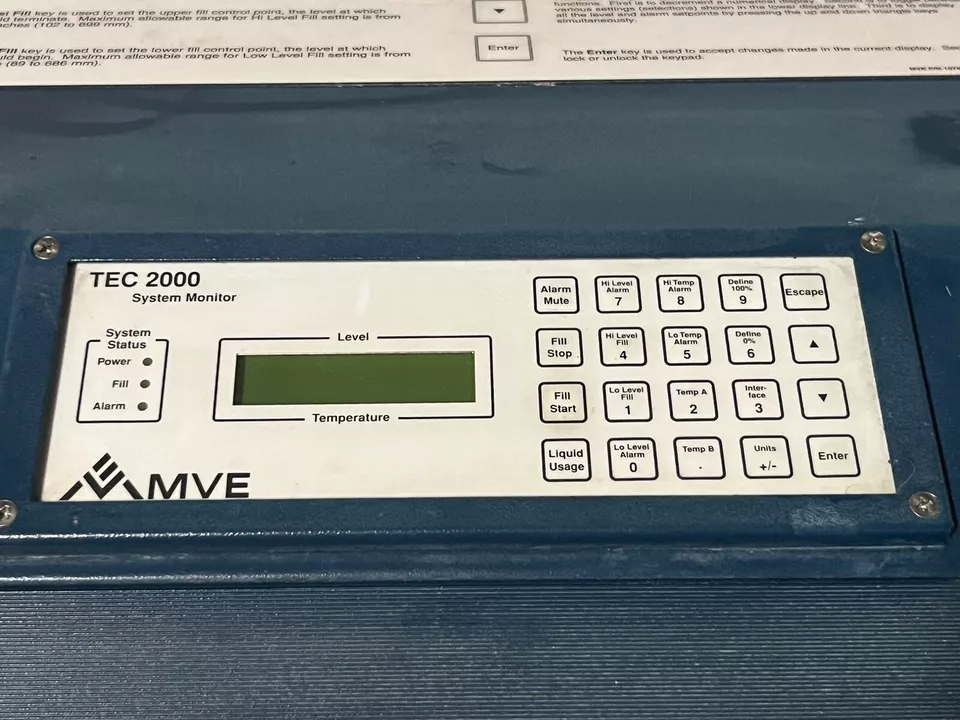 el Fill key is used to set the upper fill control point, the level at which
ld terminate. Maximum allowable range for Hi Level Fill setting is from
aches (102 to 699 mm).
Fill key is used to set the lower fill control point, the level at which
uld begin. Maximum allowable range for Low Level Fill setting is from
(89 to 686 mm).
▼
Enter
functions. First is to decrement a numerical display.
various settings (selections) shown in the lower display line. Third is to display
all the level and alarm setpoints by pressing the up and down triangle keys
simultaneously.
The Enter key is used to accept changes made in the current display.
lock or unlock the keypad.
TEC 2000
System Monitor
System
Status
Power
Fill
Alarm
Level
Temperature
MVE
Alarm
Mute
Hi Level
Alarm
7
Hi Temp
Alarm
8
Define
100%
9
Escape
Fill
Stop
Hi Level
Fill
4
Lo Temp
Alarm
5
Define
0%
6
▲
Fill
Start
Lo Level
Fill
1
Temp A
2
Inter-
face
3
▼
Liquid
Usage
Lo Level
Alarm
0
Temp B
.
Units
+/-
Enter